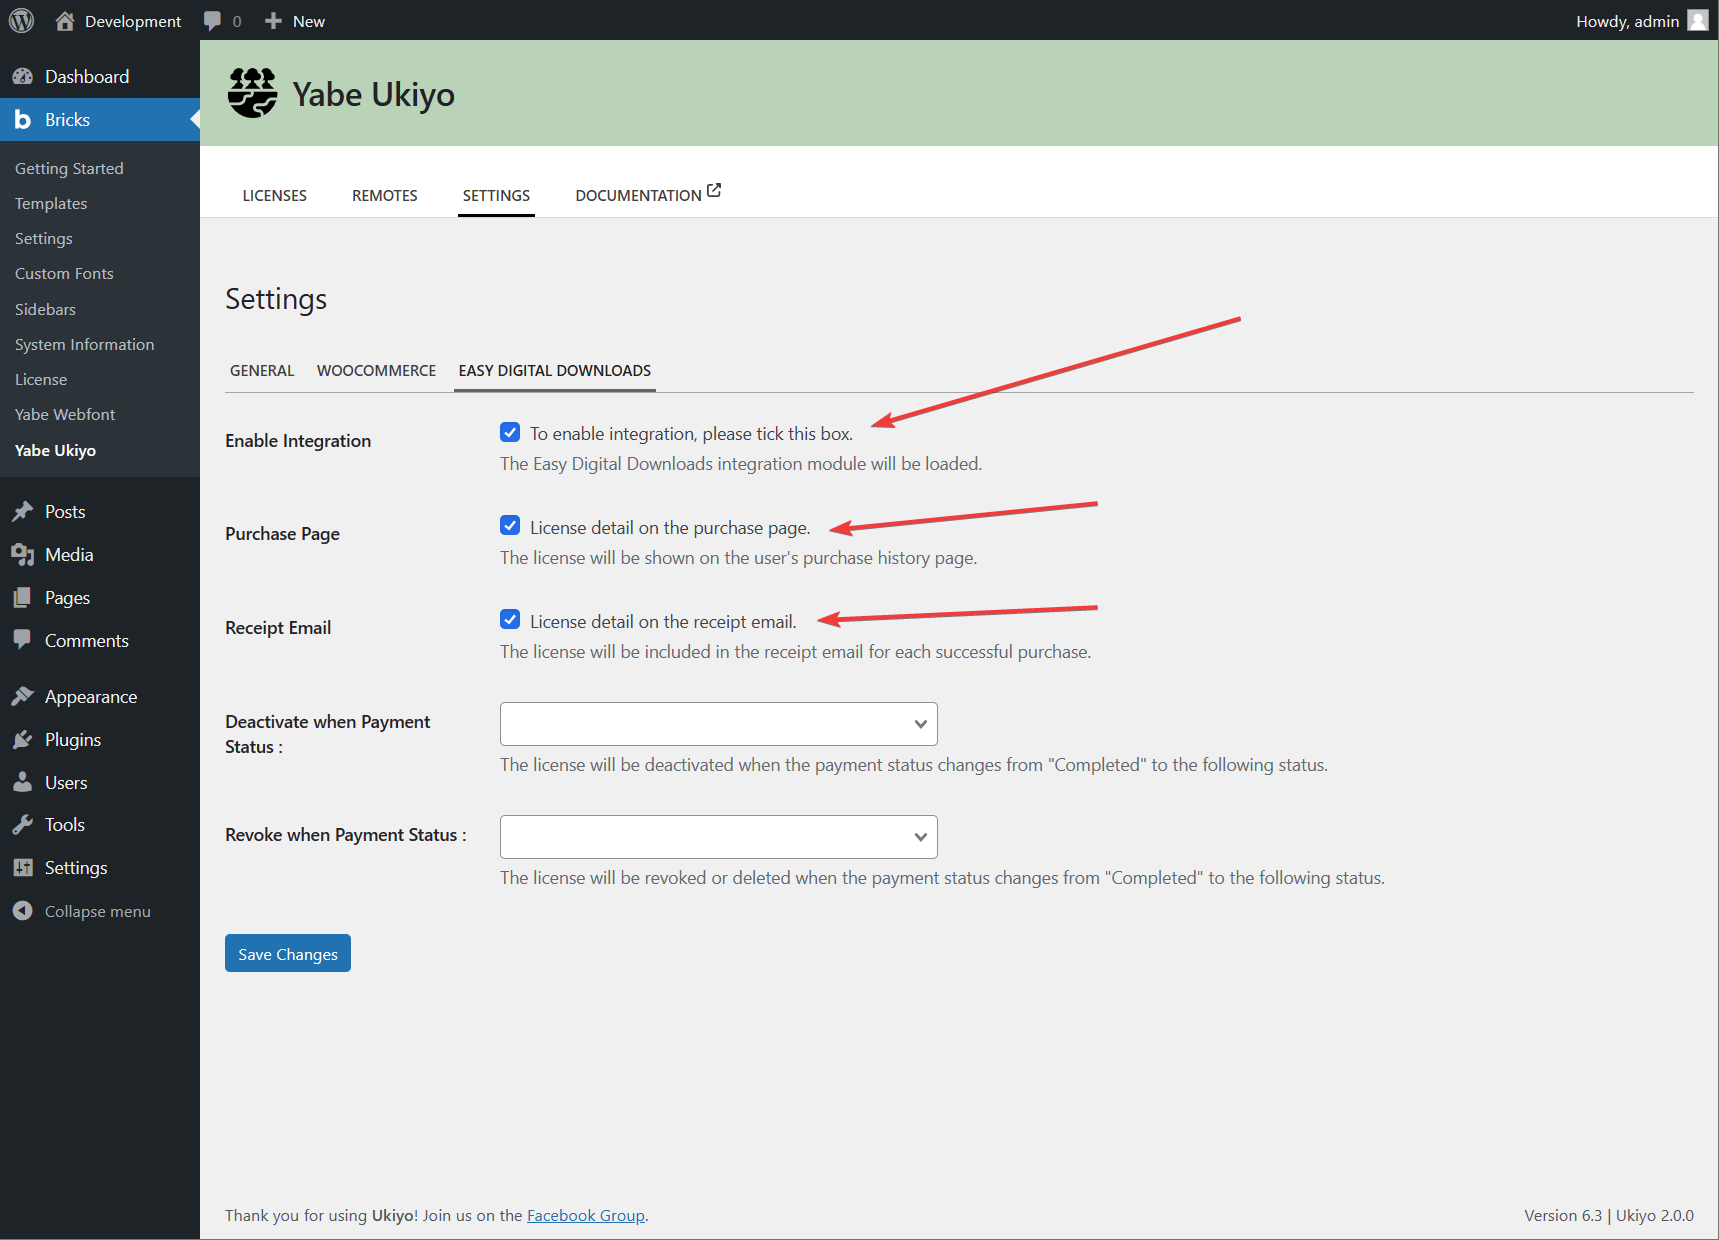 Development
0
New
Howdy, admin
Dashboard
Bricks
Getting Started
Templates
Settings
Custom Fonts
Sidebars
System Information
License
Yabe Webfont
Yabe Ukiyo
Posts
Media
Pages
Comments
Appearance
Plugins
Users
Tools
Settings
Collapse menu
Yabe Ukiyo
LICENSES REMOTES SETTINGS DOCUMENTATION
Settings
GENERAL WOOCOMMERCE EASY DIGITAL DOWNLOADS
Enable Integration
To enable integration, please tick this box.
The Easy Digital Downloads integration module will be loaded.
Purchase Page
License detail on the purchase page.
The license will be shown on the user's purchase history page.
Receipt Email
License detail on the receipt email.
The license will be included in the receipt email for each successful purchase.
Deactivate when Payment
Status :
The license will be deactivated when the payment status changes from "Completed" to the following status.
Revoke when Payment Status :
The license will be revoked or deleted when the payment status changes from "Completed" to the following status.
Save Changes
Thank you for using Ukiyo! Join us on the Facebook Group.
Version 6.3 | Ukiyo 2.0.0